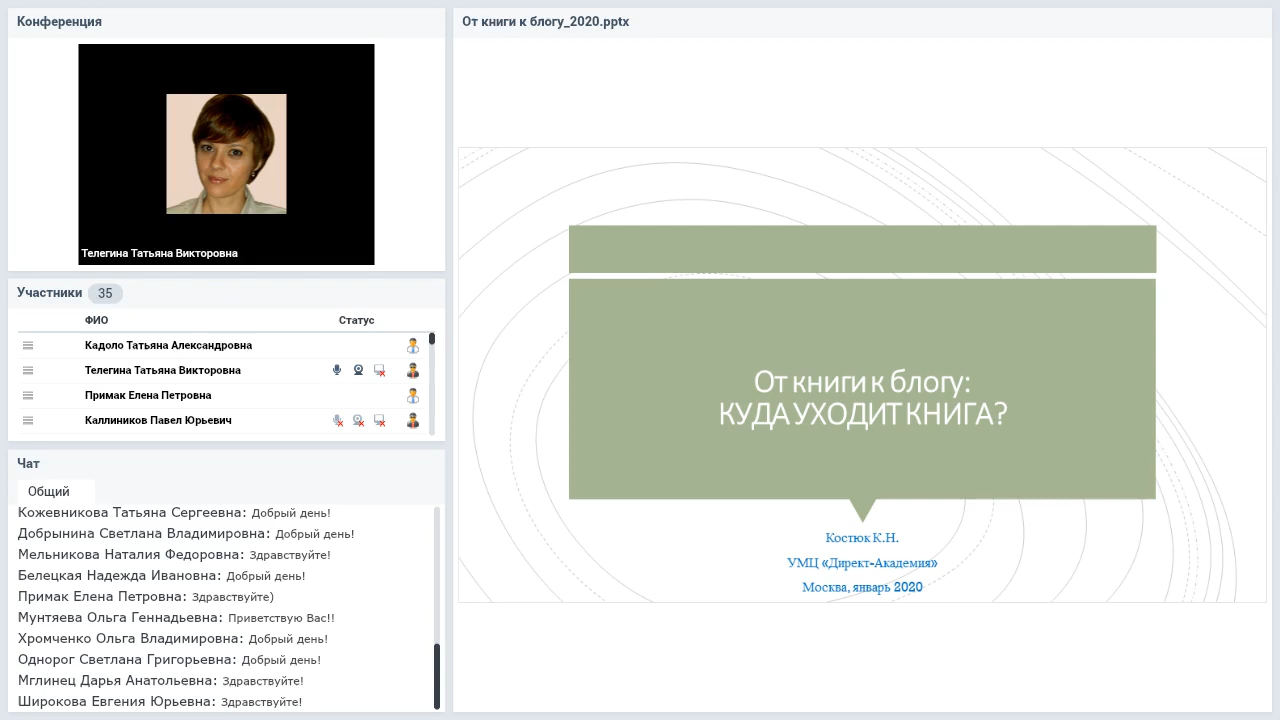 Конференция
Телегина Татьяна Викторовна
Участники 35
ФИО Статус
Кадоло Татьяна Александровна
Телегина Татьяна Викторовна
Примак Елена Петровна
Каллиников Павел Юрьевич
Чат
Общий
Кожевникова Татьяна Сергеевна: Добрый день!
Добрынина Светлана Владимировна: Добрый день!
Мельникова Наталия Федоровна: Здравствуйте!
Белецкая Надежда Ивановна: Добрый день!
Примак Елена Петровна: Здравствуйте)
Мунтяева Ольга Геннадьевна: Приветствую Вас!!
Хромченко Ольга Владимировна: Добрый день!
Однорог Светлана Григорьевна: Добрый день!
Мглинец Дарья Анатольевна: Здравствуйте!
Широкова Евгения Юрьевна: Здравствуйте!
От книги к блогу_2020.pptx
От книги к блогу:
КУДА УХОДИТ КНИГА?
Костюк К.Н.
УМЦ «Директ-Академия»
Москва, январь 2020